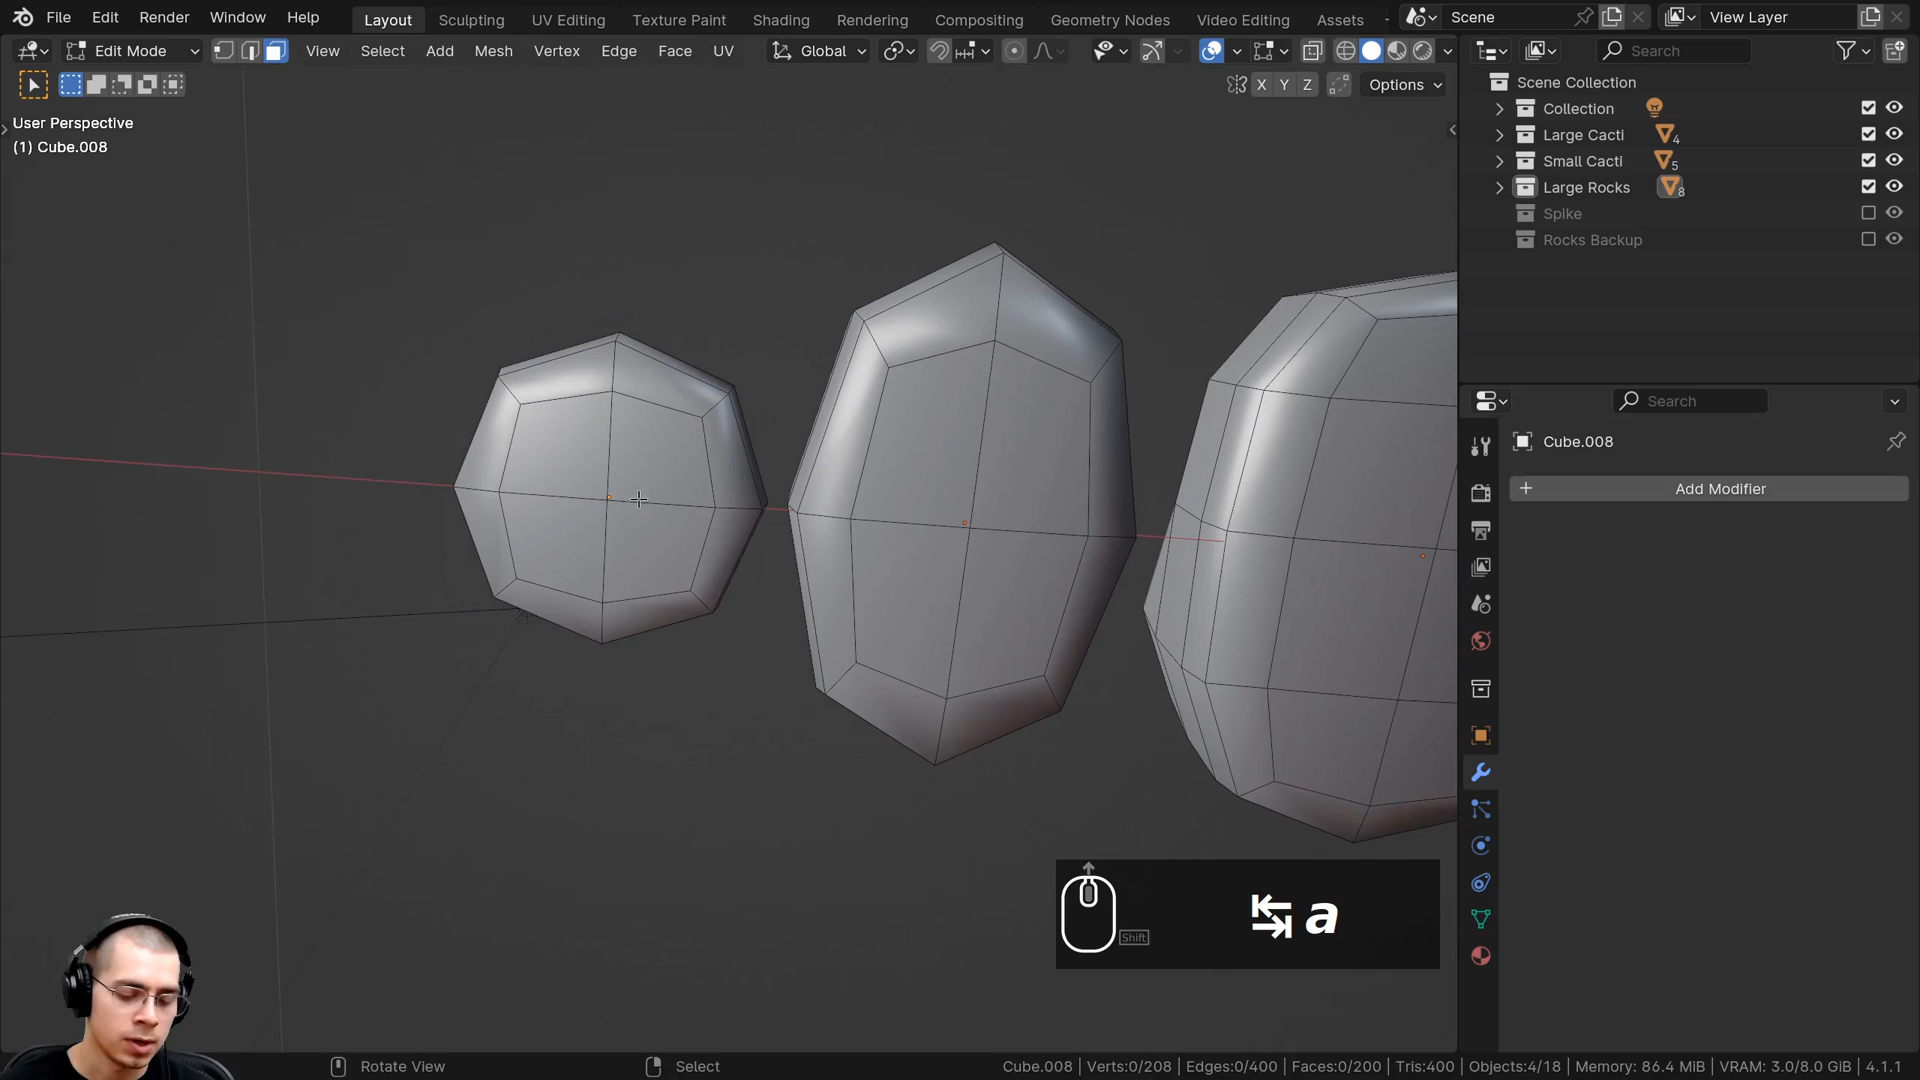 File Edit Render Window Help Layout Sculpting UV Editing Texture Paint Shading Rendering Compositing Geometry Nodes Video Editing Assets Scene View Layer
Edit Mode View Select Add Mesh Vertex Edge Face UV Global Search
X Y Z Options
User Perspective
(1) Cube.008
Scene Collection
Collection
Large Cacti 4
Small Cacti 5
Large Rocks 8
Spike
Rocks Backup
Search
Cube.008
+ Add Modifier
Shift
a
Rotate View Select Cube.008 | Verts:0/208 | Edges:0/400 | Faces:0/200 | Tris:400 | Objects:4/18 | Memory: 86.4 MiB | VRAM: 3.0/8.0 GiB | 4.1.1